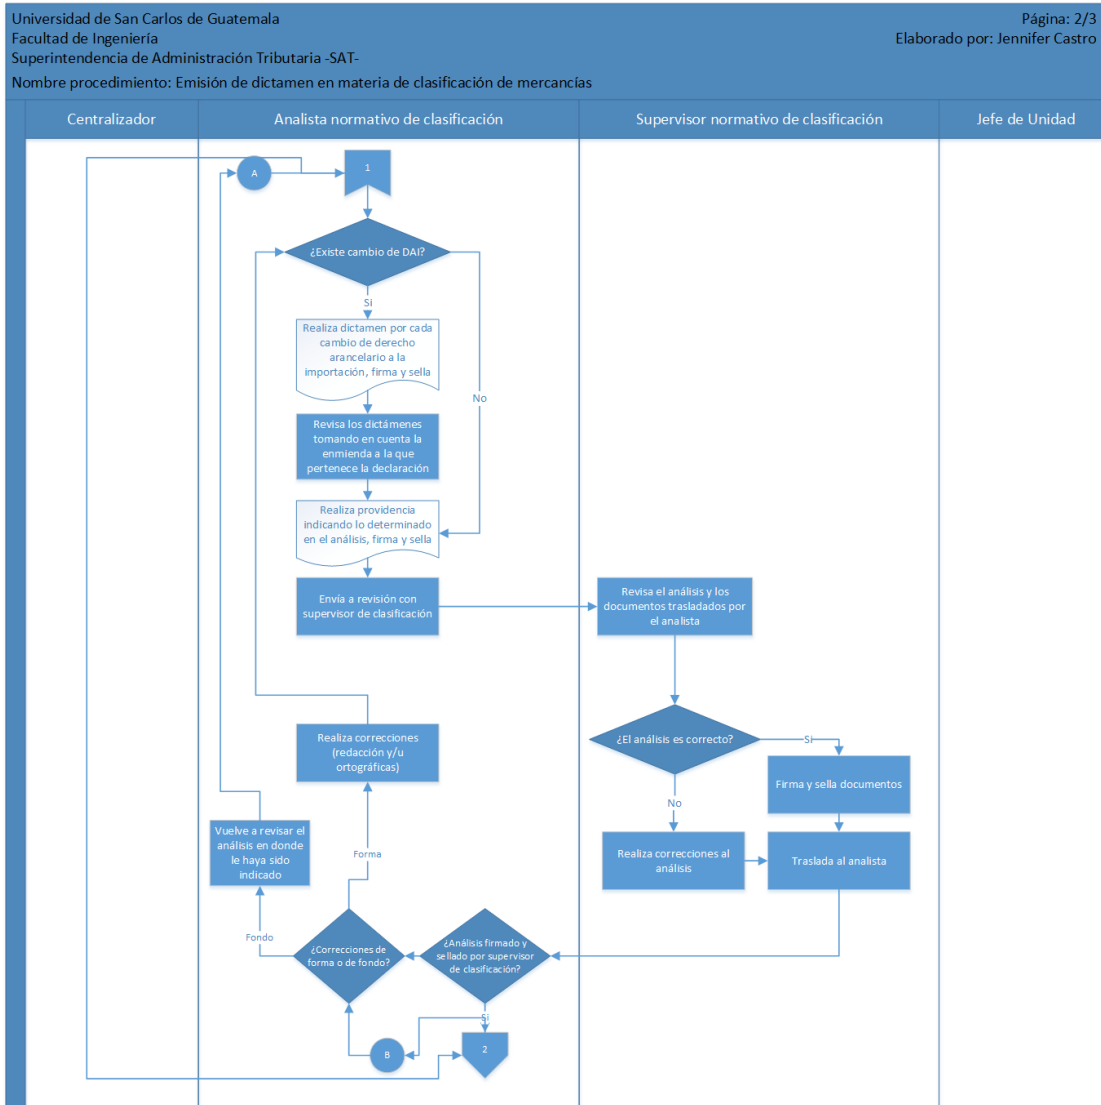 Universidad de San Carlos de Guatemala
Página: 2/3
Facultad de Ingeniería
Elaborado por: Jennifer Castro
Superintendencia de Administración Tributaria -SAT-
Nombre procedimiento: Emisión de dictamen en materia de clasificación de mercancías
Centralizador
Analista normativo de clasificación
Supervisor normativo de clasificación
Jefe de Unidad
A
1
¿Existe cambio de DAI?
Si
Realiza dictamen por cada
cambio de derecho
arancelario a la
importación, firma y sella
No
Revisa los dictámenes
tomando en cuenta la
enmienda a la que
pertenece la declaración
Realiza providencia
indicando lo determinado
en el análisis, firma y sella
Envía a revisión con
supervisor de clasificación
Revisa el análisis y los
documentos trasladados por
el analista
¿El análisis es correcto?
Si
Firma y sella documentos
No
Realiza correcciones al
análisis
Traslada al analista
Realiza correcciones
(redacción y/u
ortográficas)
Vuelve a revisar el
análisis en donde
le haya sido
indicado
Forma
Fondo
¿Correcciones de
forma o de fondo?
¿Análisis firmado y
sellado por supervisor
de clasificación?
Si
B
2